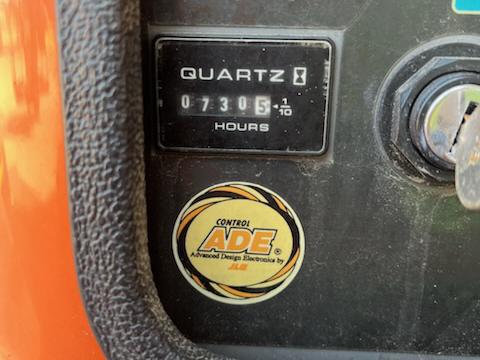 QUARTZ
07305 1/10
HOURS
CONTROL
ADE®
Advanced Design Electronics by
JLG